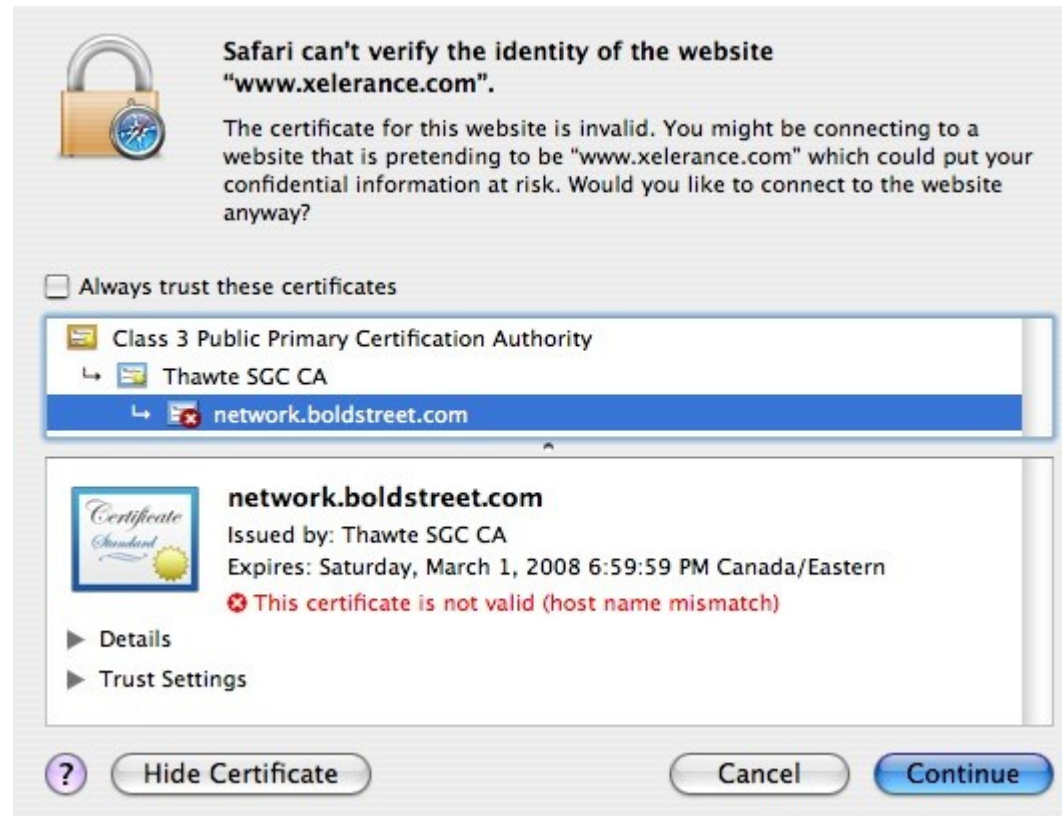 Safari can't verify the identity of the website
“www.xelerance.com”.
The certificate for this website is invalid. You might be connecting to a
website that is pretending to be “www.xelerance.com” which could put your
confidential information at risk. Would you like to connect to the website
anyway?
Always trust these certificates
Class 3 Public Primary Certification Authority
Thawte SGC CA
network.boldstreet.com
Certificate
Standard
network.boldstreet.com
Issued by: Thawte SGC CA
Expires: Saturday, March 1, 2008 6:59:59 PM Canada/Eastern
This certificate is not valid (host name mismatch)
Details
Trust Settings
? Hide Certificate Cancel Continue